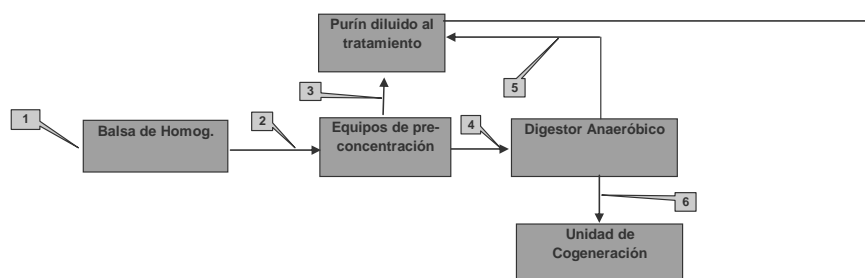 Purín diluido al
tratamiento
5
3
1
2
4
Balsa de Homog.
Equipos de pre-
concentración
Digestor Anaeróbico
6
Unidad de
Cogeneración